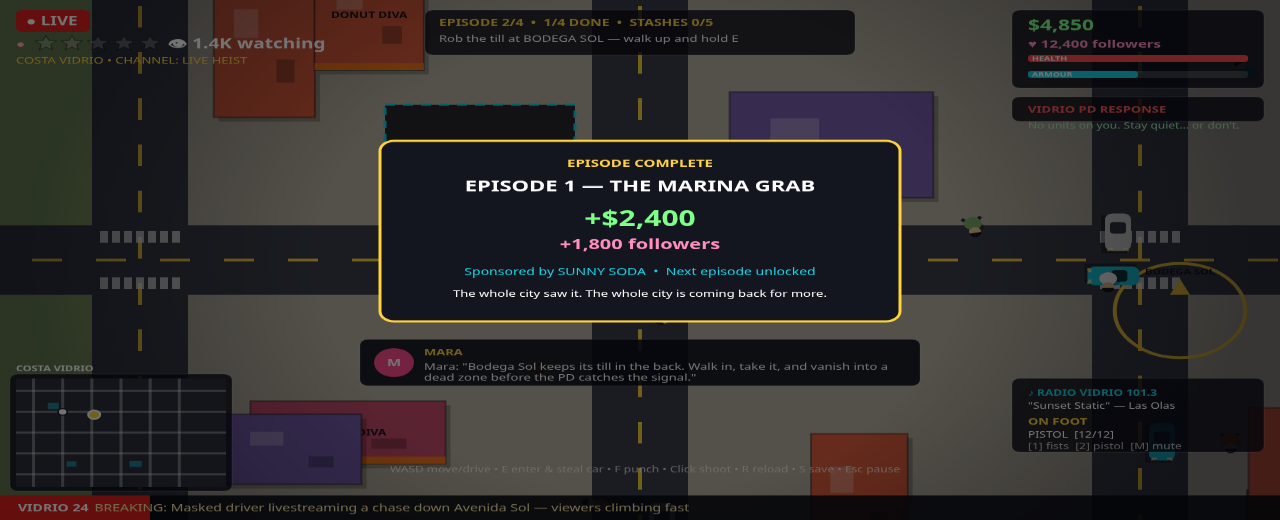 ● LIVE
1.4K watching
COSTA VIDRIO • CHANNEL: LIVE HEIST
DONUT DIVA
EPISODE 2/4 • 1/4 DONE • STASHES 0/5
Rob the till at BODEGA SOL — walk up and hold E
$4,850
♥ 12,400 followers
HEALTH
ARMOUR
VIDRIO PD RESPONSE
No units on you. Stay quiet... or don't.
EPISODE COMPLETE
EPISODE 1 — THE MARINA GRAB
+$2,400
+1,800 followers
Sponsored by SUNNY SODA • Next episode unlocked
The whole city saw it. The whole city is coming back for more.
BODEGA SOL
M
MARA
Mara: "Bodega Sol keeps its till in the back. Walk in, take it, and vanish into a
dead zone before the PD catches the signal."
COSTA VIDRIO
DIVA
♪ RADIO VIDRIO 101.3
"Sunset Static" — Las Olas
ON FOOT
PISTOL [12/12]
[1] fists [2] pistol [M] mute
WASD move/drive • E enter & steal car • F punch • Click shoot • R reload • S save • Esc pause
VIDRIO 24 BREAKING: Masked driver livestreaming a chase down Avenida Sol — viewers climbing fast